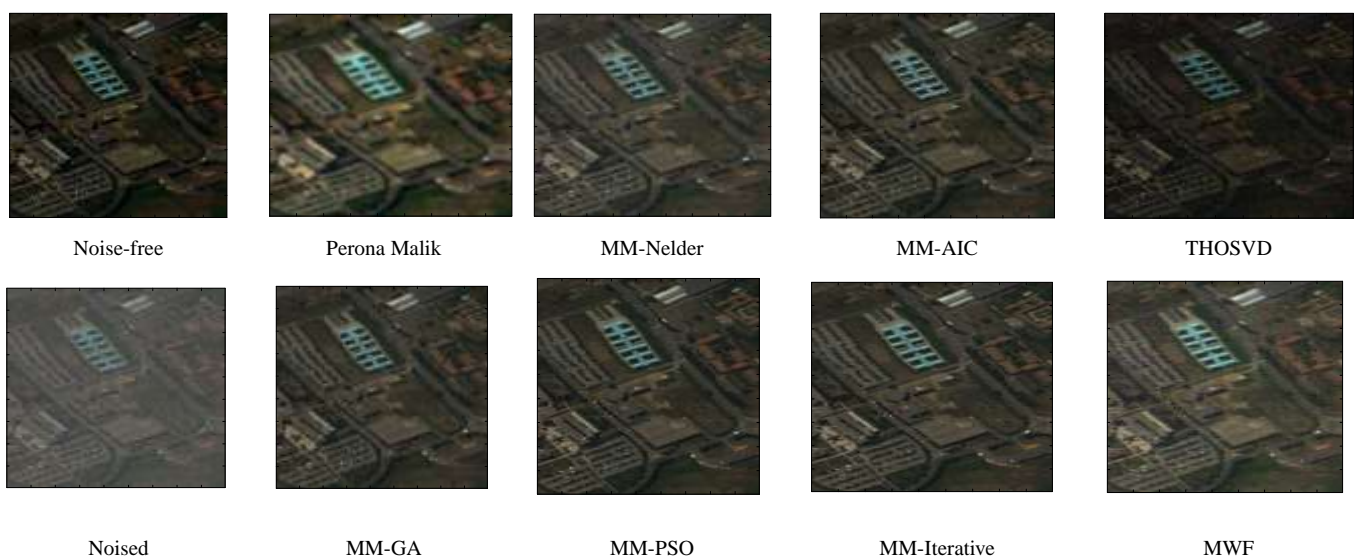 Noise-free Perona Malik MM-Nelder MM-AIC THOSVD
Noised MM-GA MM-PSO MM-Iterative MWF